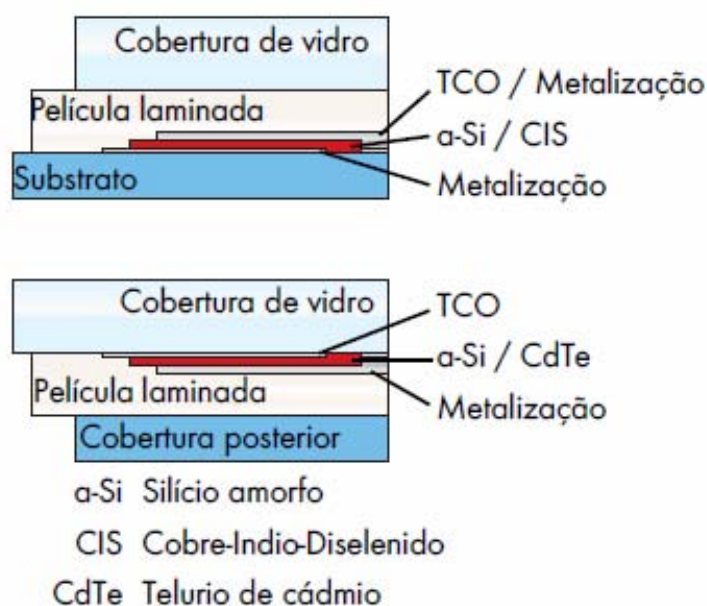 Cobertura de vidro
TCO / Metalização
Película laminada
a-Si / CIS
Substrato
Metalização
Cobertura de vidro
TCO
a-Si / CdTe
Película laminada
Metalização
Cobertura posterior
a-Si Silício amorfo
CIS Cobre-Indio-Diselenido
CdTe Telurio de cádmio